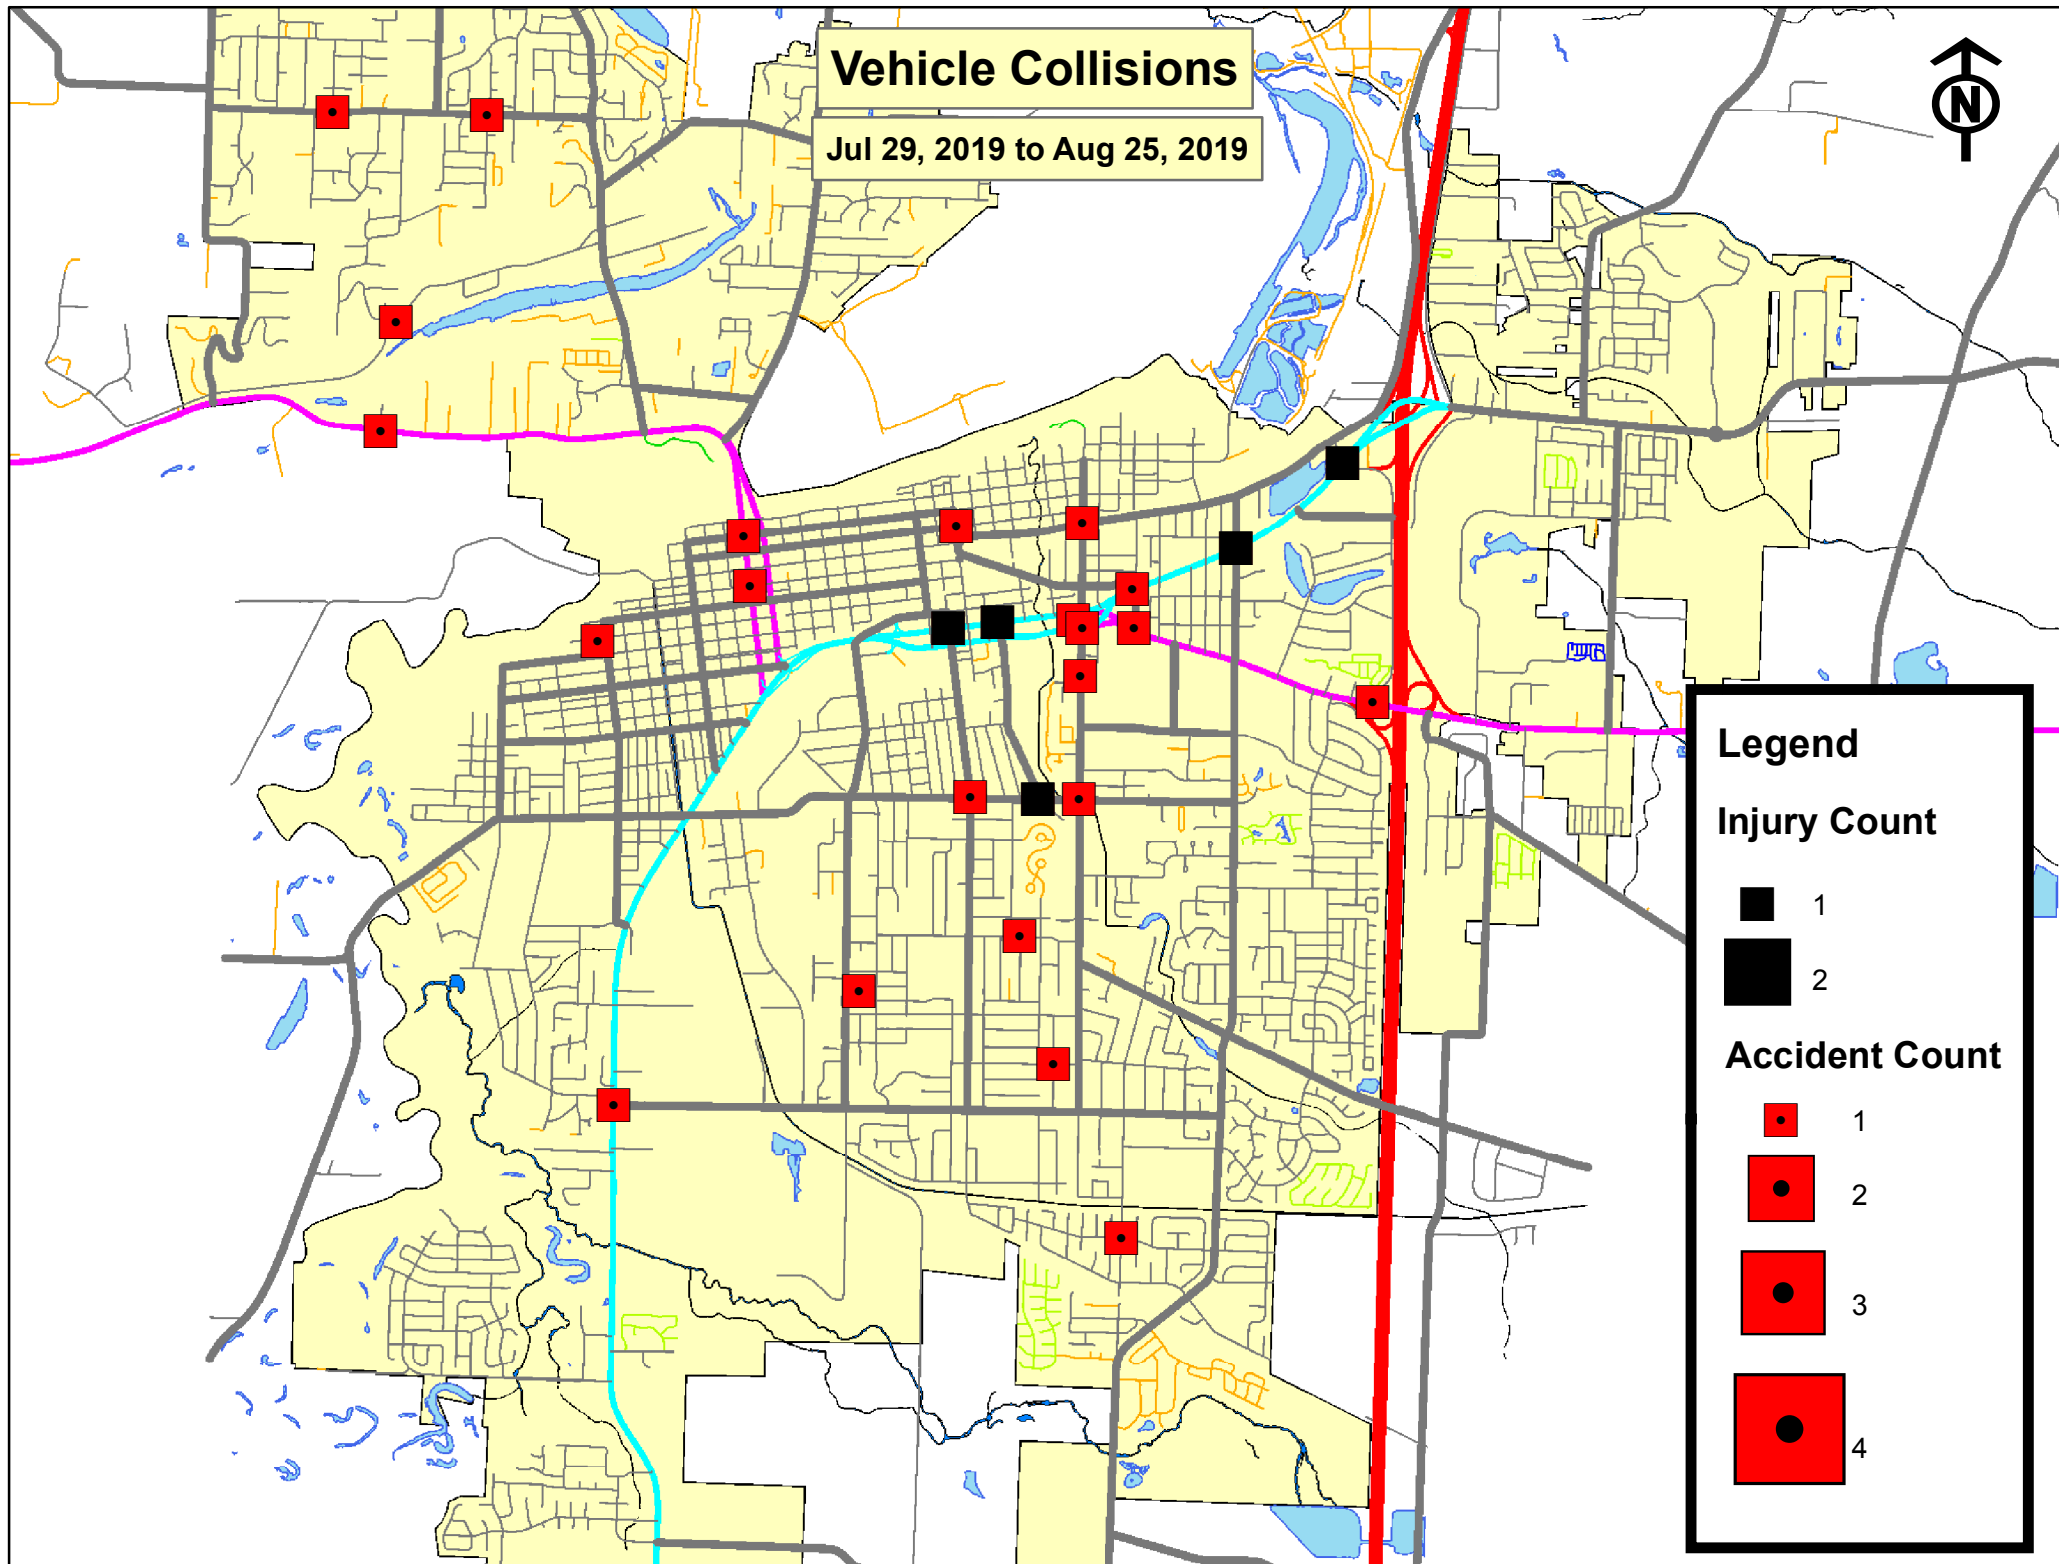 Vehicle Collisions
Jul 29, 2019 to Aug 25, 2019
N
Legend
Injury Count
1
2
Accident Count
1
2
3
4